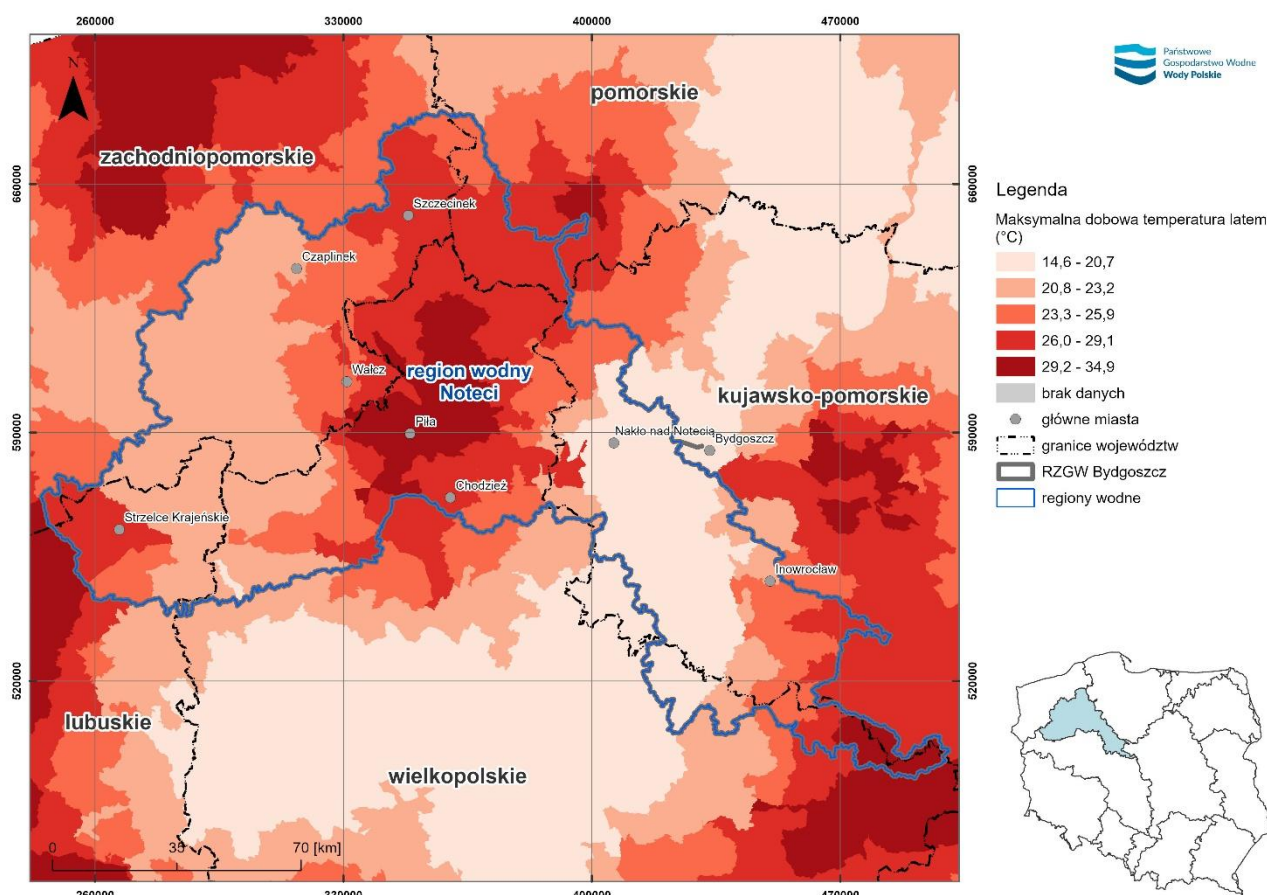 260000 330000 400000 470000
N
Państwowe
Gospodarstwo Wodne
Wody Polskie
pomorskie
zachodniopomorskie
660000 660000
Szczecinek
Czaplinek
Wałcz
region wodny
Noteci
kujawsko-pomorskie
Piła
Nakło nad Notecią
Bydgoszcz
590000 590000
Chodzież
Strzelce Krajeńskie
Inowrocław
520000 520000
lubuskie
wielkopolskie
0 35 70 [km]
260000 330000 400000 470000
Legenda
Maksymalna dobowa temperatura latem
(°C)
14,6 - 20,7
20,8 - 23,2
23,3 - 25,9
26,0 - 29,1
29,2 - 34,9
brak danych
główne miasta
granice województw
RZGW Bydgoszcz
regiony wodne